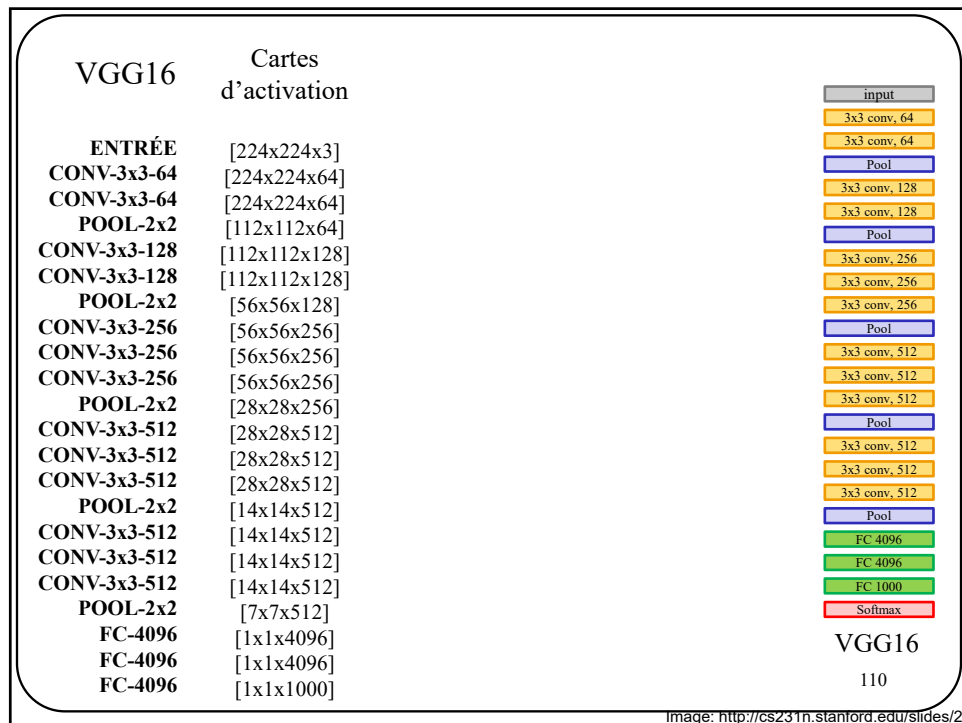 VGG16
Cartes
d’activation
ENTRÉE [224x224x3]
CONV-3x3-64 [224x224x64]
CONV-3x3-64 [224x224x64]
POOL-2x2 [112x112x64]
CONV-3x3-128 [112x112x128]
CONV-3x3-128 [112x112x128]
POOL-2x2 [56x56x128]
CONV-3x3-256 [56x56x256]
CONV-3x3-256 [56x56x256]
CONV-3x3-256 [56x56x256]
POOL-2x2 [28x28x256]
CONV-3x3-512 [28x28x512]
CONV-3x3-512 [28x28x512]
CONV-3x3-512 [28x28x512]
POOL-2x2 [14x14x512]
CONV-3x3-512 [14x14x512]
CONV-3x3-512 [14x14x512]
CONV-3x3-512 [14x14x512]
POOL-2x2 [7x7x512]
FC-4096 [1x1x4096]
FC-4096 [1x1x4096]
FC-4096 [1x1x1000]
input
3x3 conv, 64
3x3 conv, 64
Pool
3x3 conv, 128
3x3 conv, 128
Pool
3x3 conv, 256
3x3 conv, 256
3x3 conv, 256
Pool
3x3 conv, 512
3x3 conv, 512
3x3 conv, 512
Pool
3x3 conv, 512
3x3 conv, 512
3x3 conv, 512
Pool
FC 4096
FC 4096
FC 1000
Softmax
VGG16
110
Image: http://cs231n.stanford.edu/slides/2